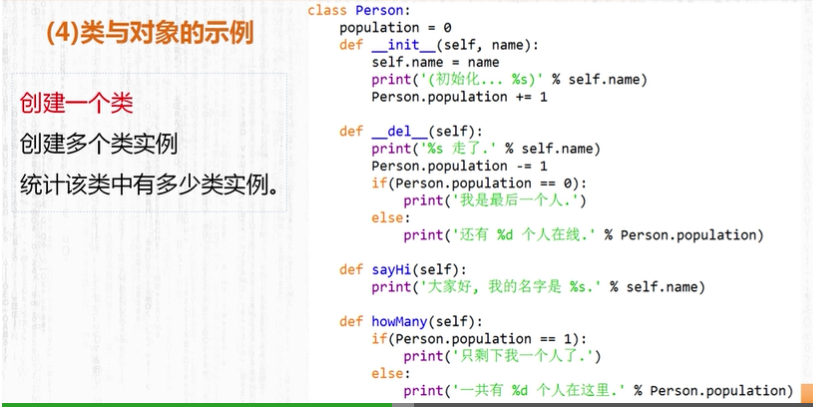 (4)类与对象的示例
创建一个类
创建多个类实例
统计该类中有多少类实例。
class Person:
    population = 0
    def __init__(self, name):
        self.name = name
        print('(初始化... %s)' % self.name)
        Person.population += 1

    def __del__(self):
        print('%s 走了.' % self.name)
        Person.population -= 1
        if(Person.population == 0):
            print('我是最后一个人.')
        else:
            print('还有 %d 个人在线.' % Person.population)

    def sayHi(self):
        print('大家好, 我的名字是 %s.' % self.name)

    def howMany(self):
        if(Person.population == 1):
            print('只剩下我一个人了.')
        else:
            print('一共有 %d 个人在这里.' % Person.population)